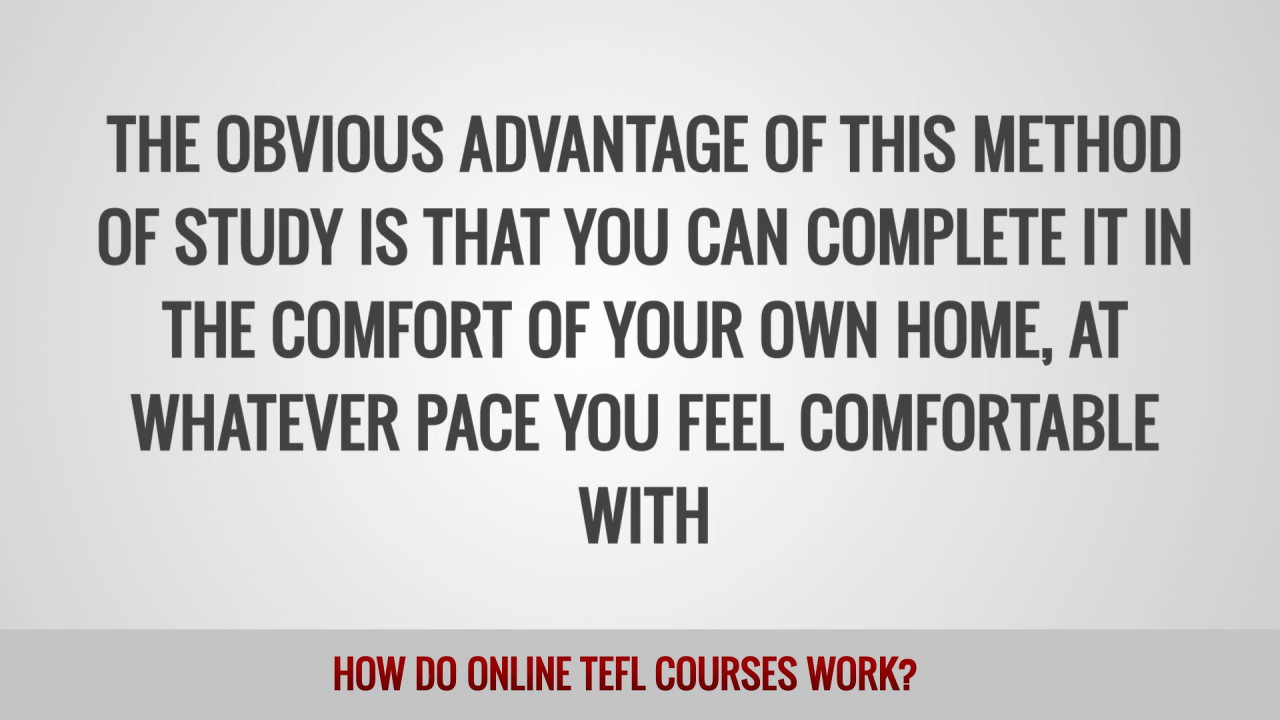 THE OBVIOUS ADVANTAGE OF THIS METHOD
OF STUDY IS THAT YOU CAN COMPLETE IT IN
THE COMFORT OF YOUR OWN HOME, AT
WHATEVER PACE YOU FEEL COMFORTABLE
WITH
HOW DO ONLINE TEFL COURSES WORK?